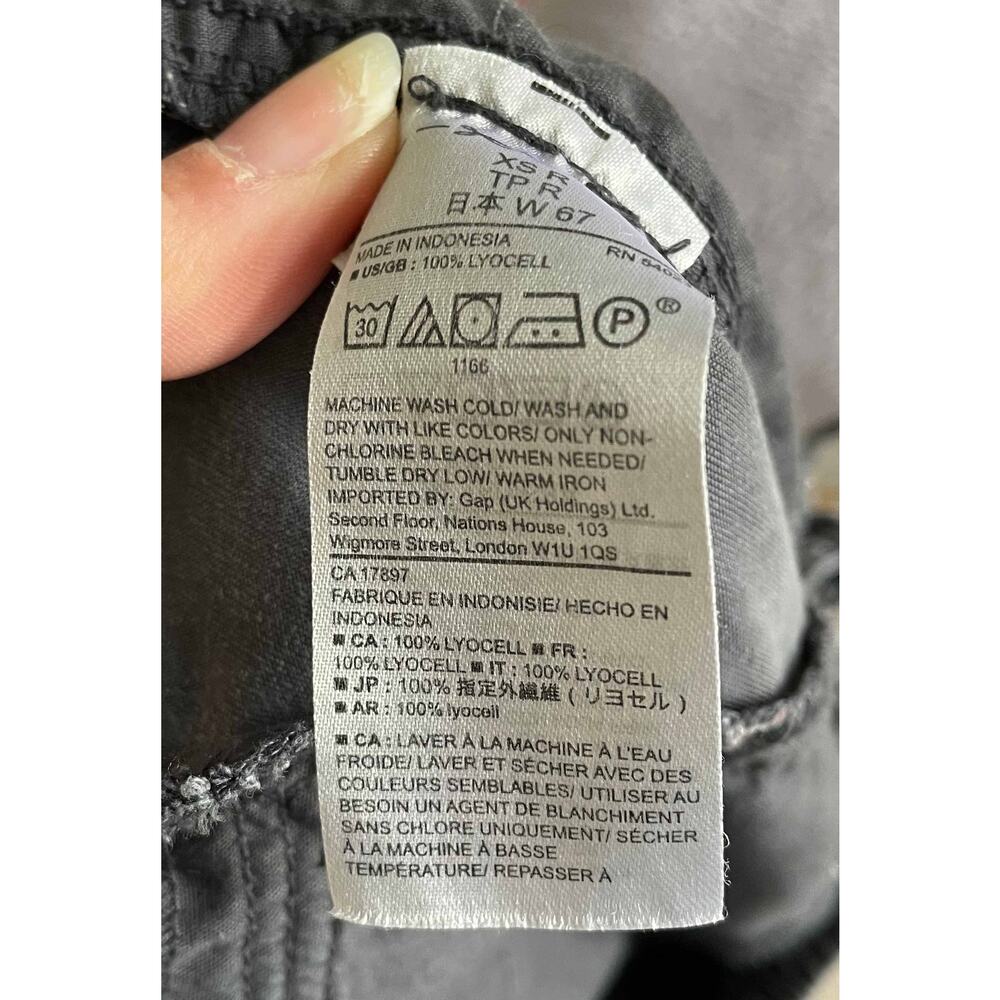 XS R
TP R
日本 W 67
MADE IN INDONESIA
RN
■ US/GB : 100% LYOCELL
30 P®
1166
MACHINE WASH COLD/ WASH AND
DRY WITH LIKE COLORS/ ONLY NON-
CHLORINE BLEACH WHEN NEEDED/
TUMBLE DRY LOW/ WARM IRON
IMPORTED BY: Gap (UK Holdings) Ltd.
Second Floor, Nations House, 103
Wigmore Street, London W1U 1QS
CA 17897
FABRIQUE EN INDONISIE/ HECHO EN
INDONESIA
■ CA : 100% LYOCELL ■ FR :
100% LYOCELL ■ IT : 100% LYOCELL
■ JP : 100% 指定外繊維 ( リヨセル )
■ AR : 100% lyocell
■ CA : LAVER À LA MACHINE À L'EAU
FROIDE/ LAVER ET SÉCHER AVEC DES
COULEURS SEMBLABLES/ UTILISER AU
BESOIN UN AGENT DE BLANCHIMENT
SANS CHLORE UNIQUEMENT/ SÉCHER
À LA MACHINE À BASSE
TEMPÉRATURE/ REPASSER À